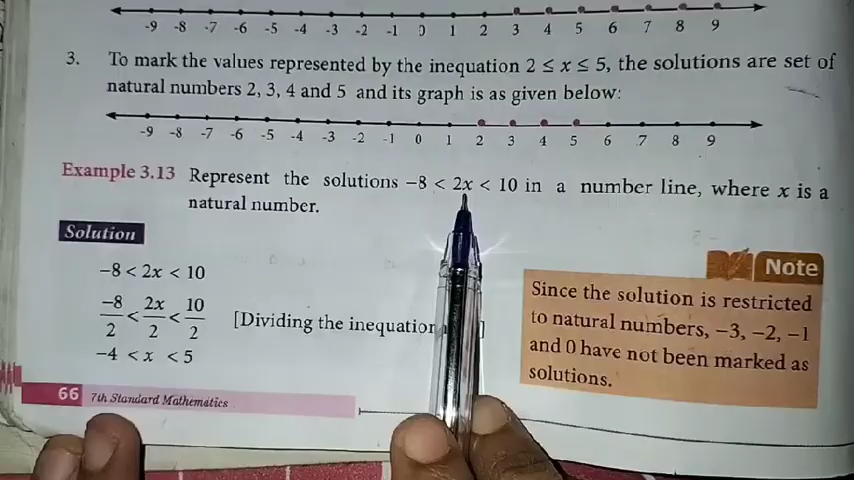 -9 -8 -7 -6 -5 -4 -3 -2 -1 0 1 2 3 4 5 6 7 8 9
3. To mark the values represented by the inequation 2 ≤ x ≤ 5, the solutions are set of
natural numbers 2, 3, 4 and 5 and its graph is as given below:
-9 -8 -7 -6 -5 -4 -3 -2 -1 0 1 2 3 4 5 6 7 8 9
Example 3.13 Represent the solutions −8 < 2x < 10 in a number line, where x is a
natural number.
Solution
−8 < 2x < 10
−8/2 < 2x/2 < 10/2 [Dividing the inequation ]
−4 < x < 5
Note
Since the solution is restricted
to natural numbers, −3, −2, −1
and 0 have not been marked as
solutions.
66 7th Standard Mathematics